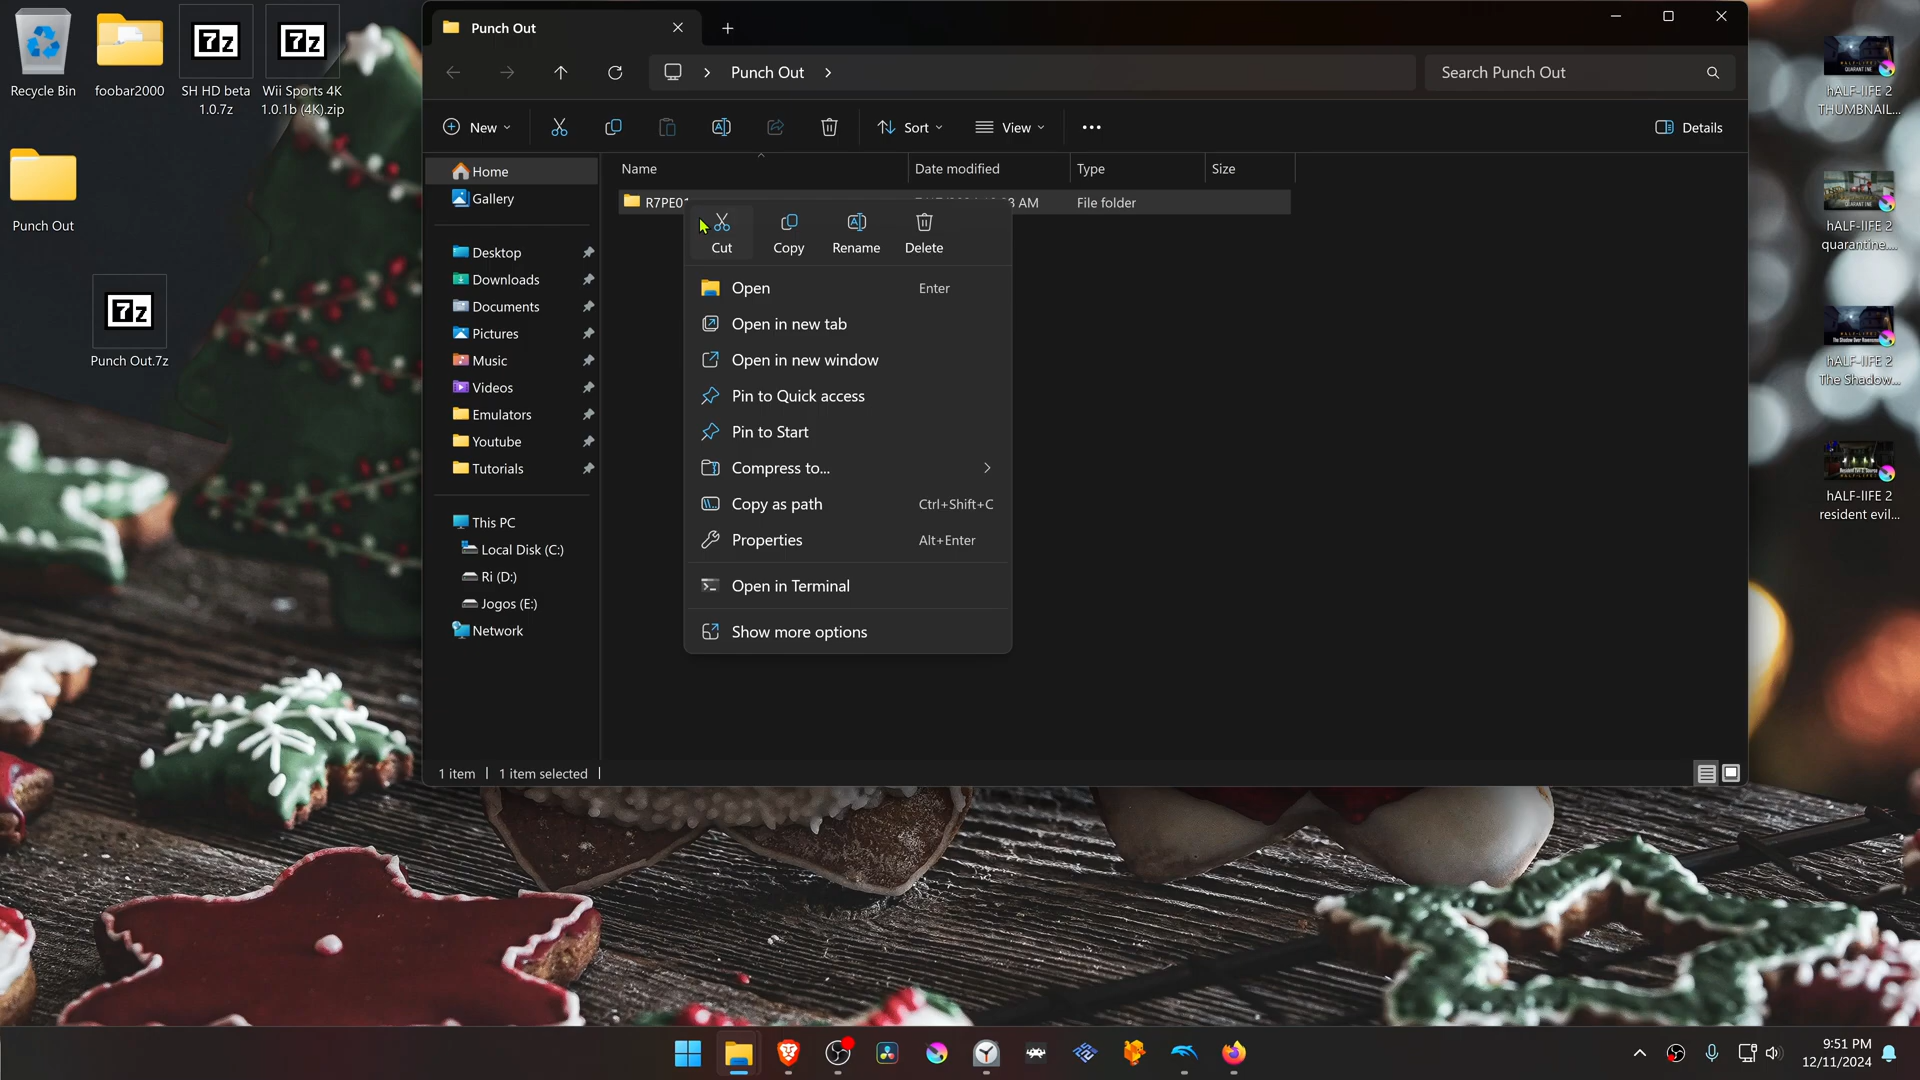 Recycle Bin
foobar2000
SH HD beta
1.0.7z
Wii Sports 4K
1.0.1b (4K).zip
Punch Out
Punch Out.7z
Punch Out
Punch Out
Search Punch Out
New
Sort
View
Details
Name
Date modified
Type
Size
Home
Gallery
Desktop
Downloads
Documents
Pictures
Music
Videos
Emulators
Youtube
Tutorials
This PC
Local Disk (C:)
Ri (D:)
Jogos (E:)
Network
R7PE01
AM
File folder
Cut
Copy
Rename
Delete
Open Enter
Open in new tab
Open in new window
Pin to Quick access
Pin to Start
Compress to...
Copy as path Ctrl+Shift+C
Properties Alt+Enter
Open in Terminal
Show more options
1 item
1 item selected
hALF-lIFE 2
THUMBNAIL...
hALF-lIFE 2
quarantine....
hALF-lIFE 2
The Shadow...
hALF-lIFE 2
resident evil...
9:51 PM
12/11/2024